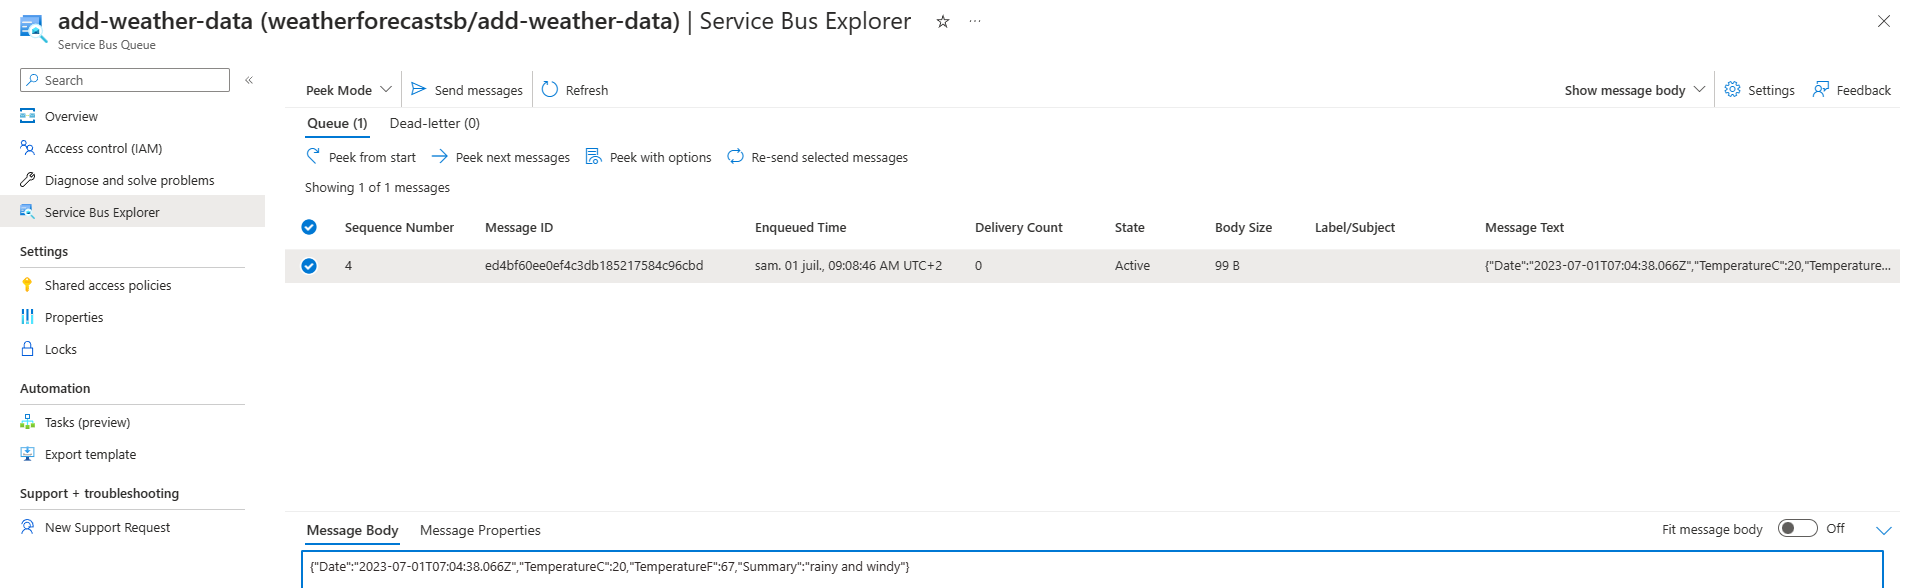 add-weather-data (weatherforecastsb/add-weather-data) | Service Bus Explorer ☆ ...
Service Bus Queue
Search «
Overview
Access control (IAM)
Diagnose and solve problems
Service Bus Explorer
Settings
Shared access policies
Properties
Locks
Automation
Tasks (preview)
Export template
Support + troubleshooting
New Support Request
Peek Mode Send messages Refresh Show message body Settings Feedback
Queue (1) Dead-letter (0)
Peek from start Peek next messages Peek with options Re-send selected messages
Showing 1 of 1 messages
Sequence Number Message ID Enqueued Time Delivery Count State Body Size Label/Subject Message Text
4 ed4bf60ee0ef4c3db185217584c96cbd sam. 01 juil., 09:08:46 AM UTC+2 0 Active 99 B {"Date":"2023-07-01T07:04:38.066Z","TemperatureC":20,"Temperature...
Message Body Message Properties Fit message body Off
{"Date":"2023-07-01T07:04:38.066Z","TemperatureC":20,"TemperatureF":67,"Summary":"rainy and windy"}